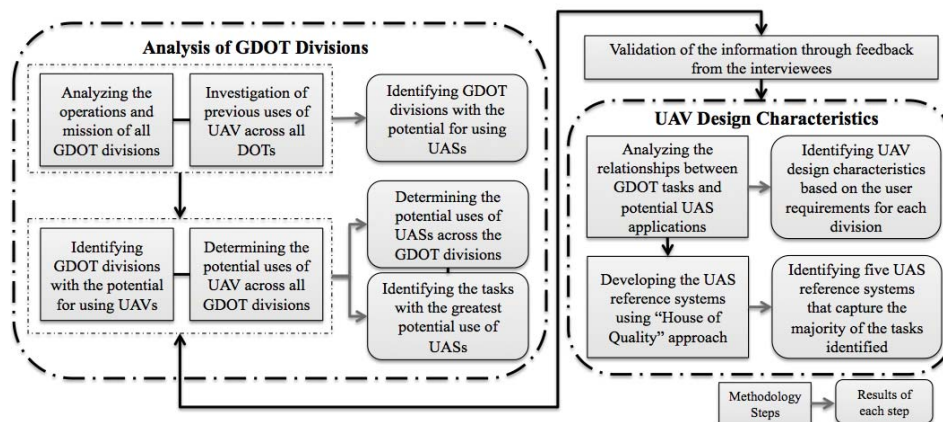 Analysis of GDOT Divisions
Analyzing the
operations and
mission of all
GDOT divisions
Investigation of
previous uses of
UAV across all
DOTs
Identifying GDOT
divisions with the
potential for using
UASs
Identifying
GDOT divisions
with the potential
for using UAVs
Determining the
potential uses of
UAV across all
GDOT divisions
Determining the
potential uses of
UASs across the
GDOT divisions
Identifying the tasks
with the greatest
potential use of
UASs
Validation of the information through feedback
from the interviewees
UAV Design Characteristics
Analyzing the
relationships between
GDOT tasks and
potential UAS
applications
Identifying UAV
design characteristics
based on the user
requirements for each
division
Developing the UAS
reference systems
using “House of
Quality” approach
Identifying five UAS
reference systems
that capture the
majority of the tasks
identified
Methodology
Steps
Results of
each step